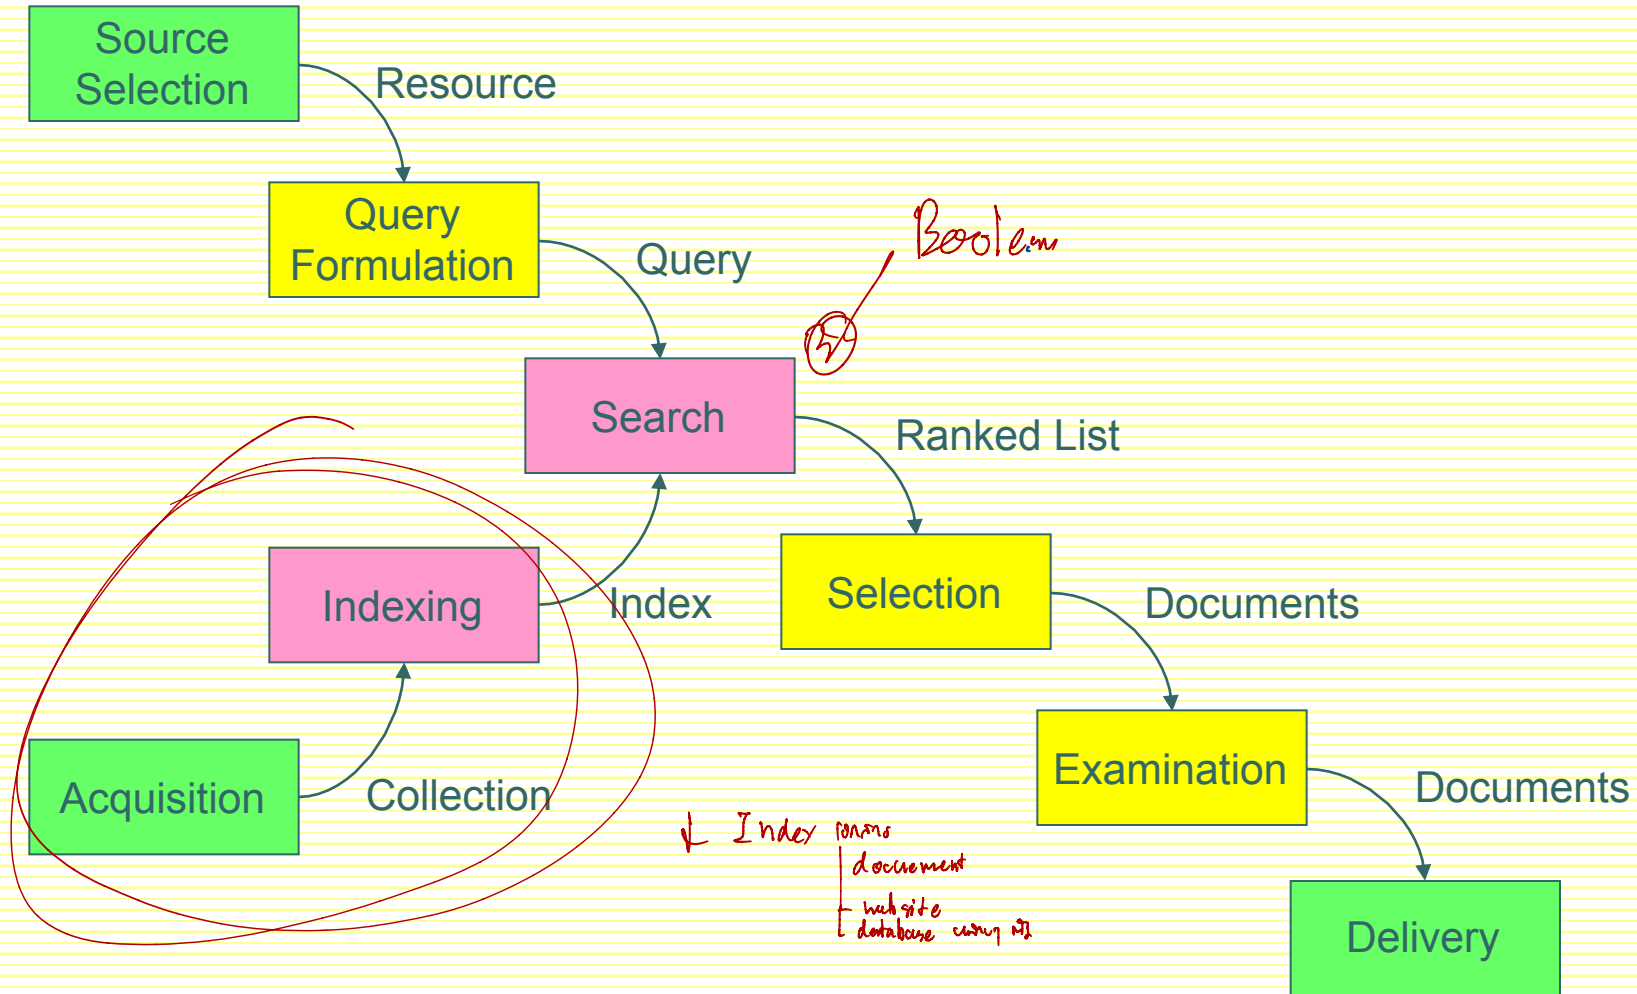 Source
Selection
Resource
Query
Formulation
Query
Boolean
Search
Ranked List
Indexing
Index
Selection
Documents
Acquisition
Collection
Examination
Documents
Index
document
website
database
Delivery